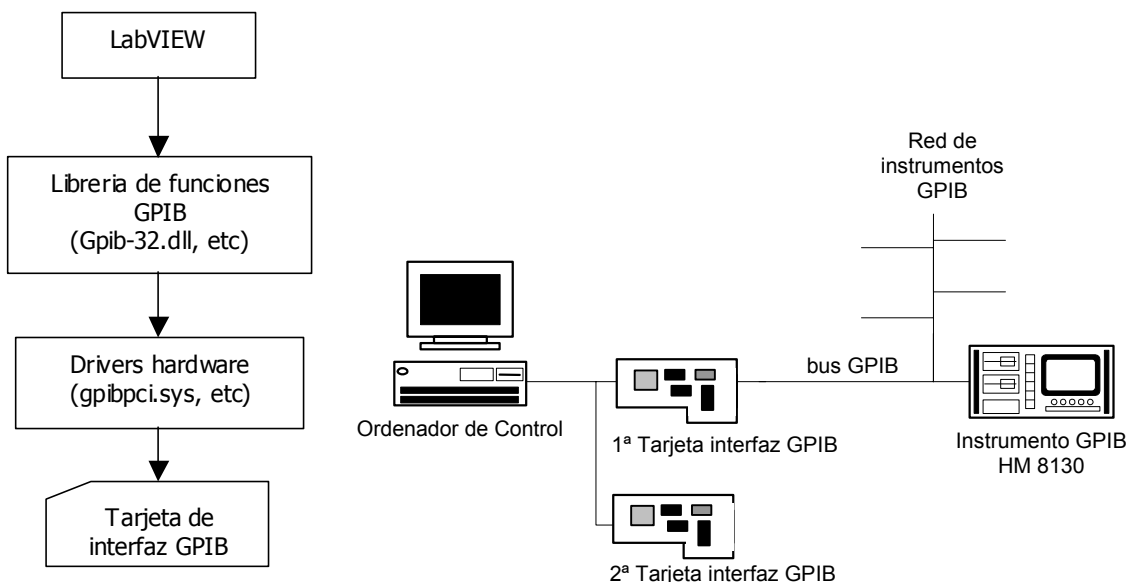 LabVIEW
Libreria de funciones
GPIB
(Gpib-32.dll, etc)
Drivers hardware
(gpibpci.sys, etc)
Tarjeta de
interfaz GPIB
Red de
instrumentos
GPIB
bus GPIB
Ordenador de Control
1ª Tarjeta interfaz GPIB
Instrumento GPIB
HM 8130
2ª Tarjeta interfaz GPIB